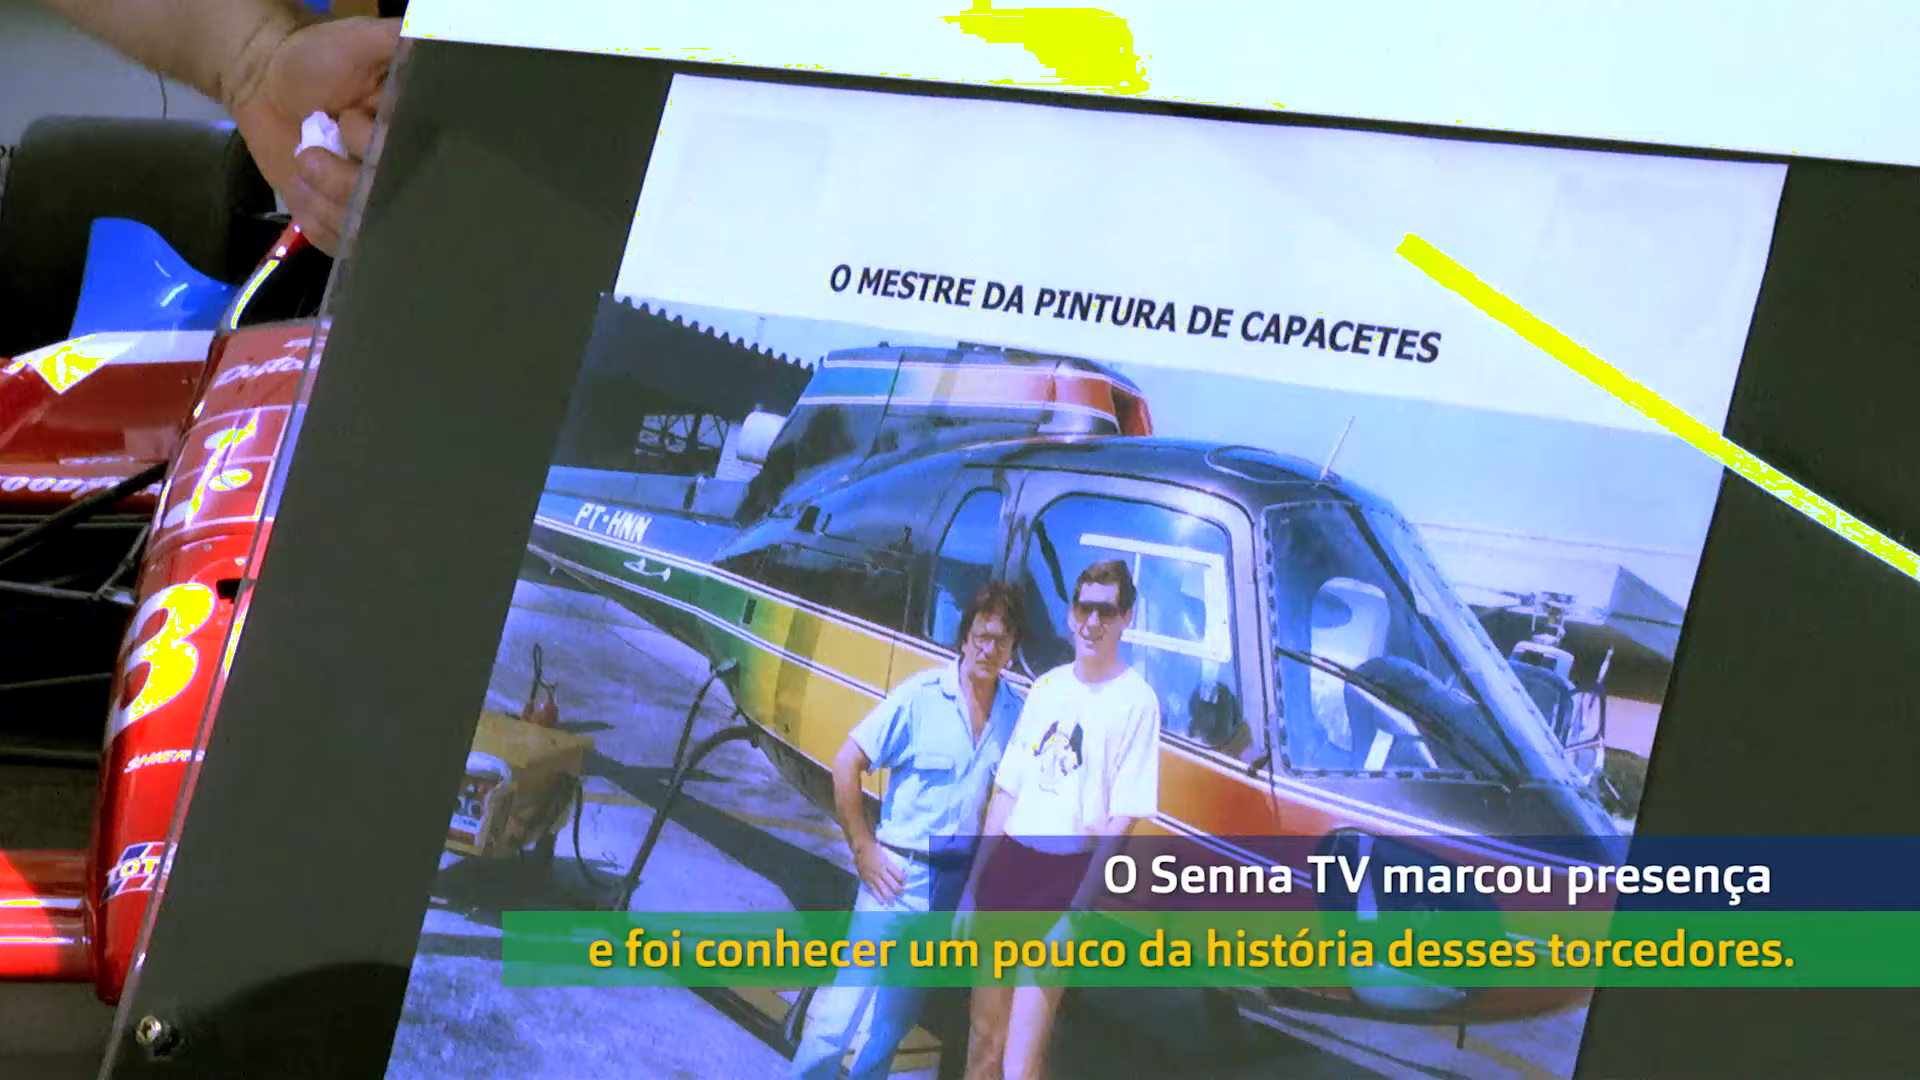 O MESTRE DA PINTURA DE CAPACETES
PT-HNN
O Senna TV marcou presença
e foi conhecer um pouco da história desses torcedores.